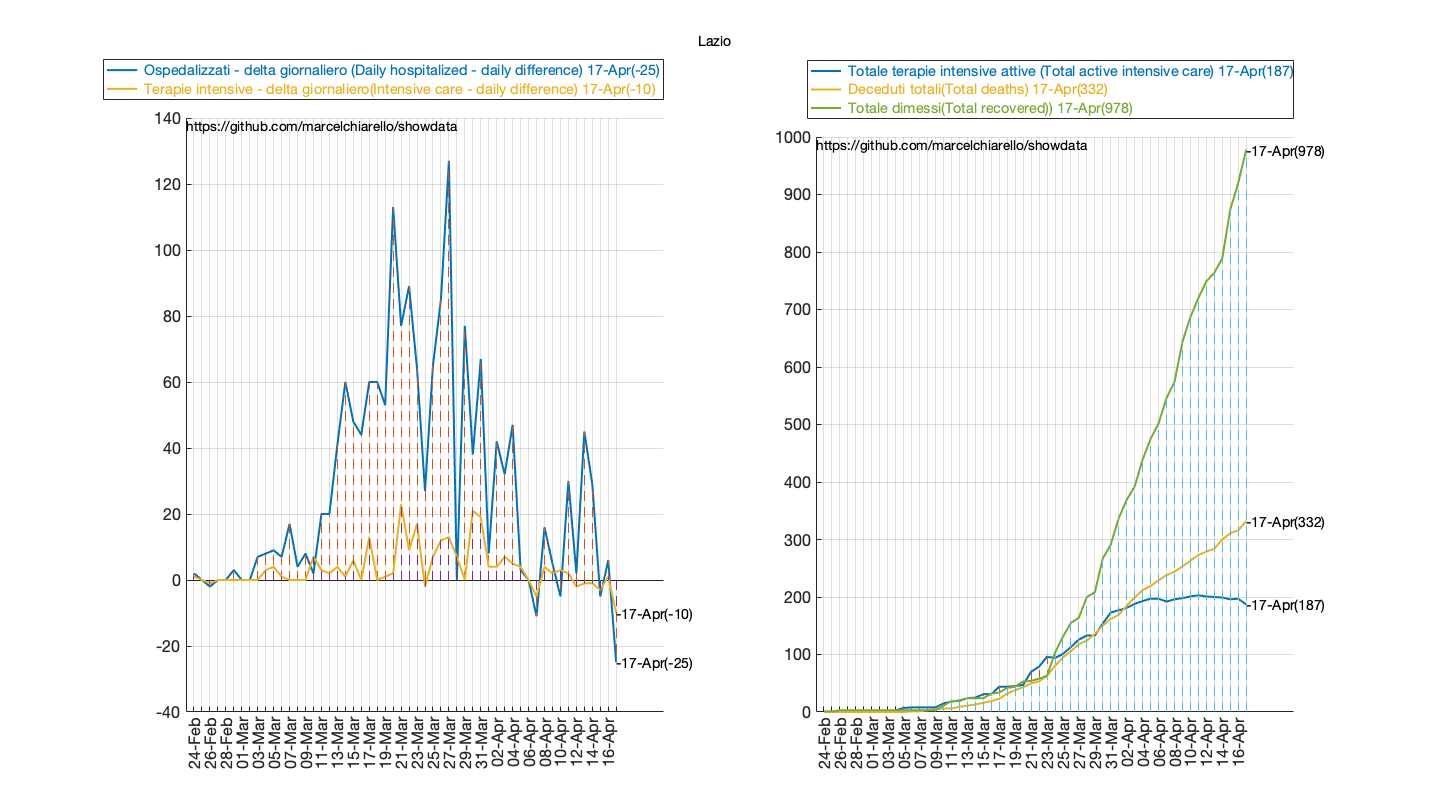 Lazio
Ospedalizzati - delta giornaliero (Daily hospitalized - daily difference) 17-Apr(-25)
Terapie intensive - delta giornaliero(Intensive care - daily difference) 17-Apr(-10)
https://github.com/marcelchiarello/showdata
140
120
100
80
60
40
20
0
-20
-40
17-Apr(-10)
17-Apr(-25)
24-Feb
26-Feb
28-Feb
01-Mar
03-Mar
05-Mar
07-Mar
09-Mar
11-Mar
13-Mar
15-Mar
17-Mar
19-Mar
21-Mar
23-Mar
25-Mar
27-Mar
29-Mar
31-Mar
02-Apr
04-Apr
06-Apr
08-Apr
10-Apr
12-Apr
14-Apr
16-Apr
Totale terapie intensive attive (Total active intensive care) 17-Apr(187)
Deceduti totali(Total deaths) 17-Apr(332)
Totale dimessi(Total recovered)) 17-Apr(978)
https://github.com/marcelchiarello/showdata
1000
900
800
700
600
500
400
300
200
100
0
17-Apr(978)
17-Apr(332)
17-Apr(187)
24-Feb
26-Feb
28-Feb
01-Mar
03-Mar
05-Mar
07-Mar
09-Mar
11-Mar
13-Mar
15-Mar
17-Mar
19-Mar
21-Mar
23-Mar
25-Mar
27-Mar
29-Mar
31-Mar
02-Apr
04-Apr
06-Apr
08-Apr
10-Apr
12-Apr
14-Apr
16-Apr